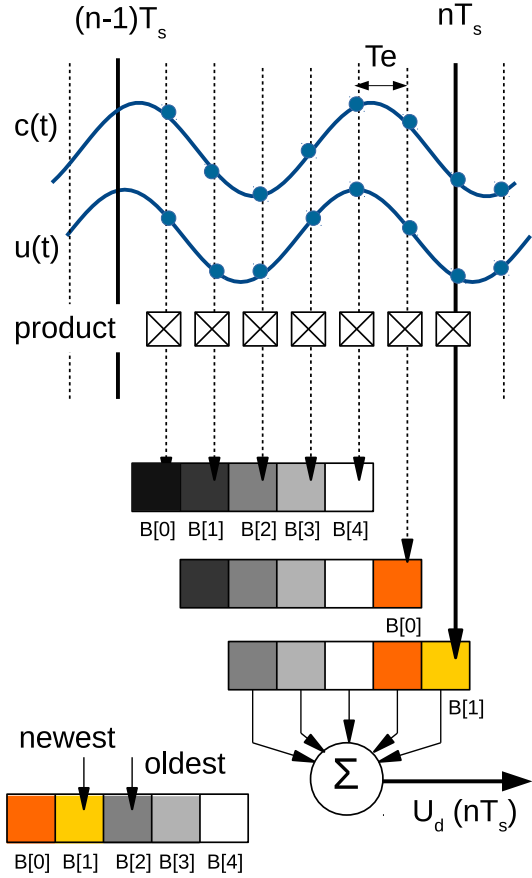 (n-1)Ts nTs
Te
c(t)
u(t)
product
B[0] B[1] B[2] B[3] B[4]
B[0]
B[1]
newest
oldest
Σ
Ud (nTs)
B[0] B[1] B[2] B[3] B[4]